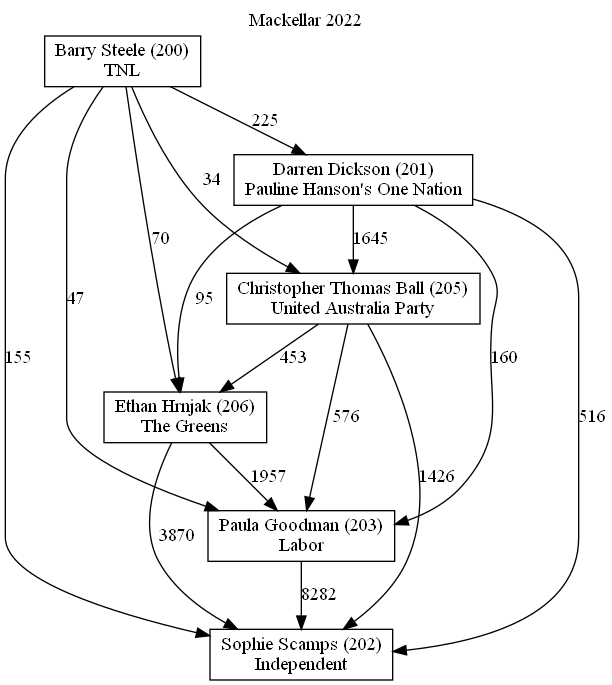 Mackellar 2022
Barry Steele (200)
TNL
225
Darren Dickson (201)
Pauline Hanson's One Nation
34
70
1645
47
95
Christopher Thomas Ball (205)
United Australia Party
155
453
160
Ethan Hrnjak (206)
The Greens
576
516
1957
1426
Paula Goodman (203)
Labor
3870
8282
Sophie Scamps (202)
Independent